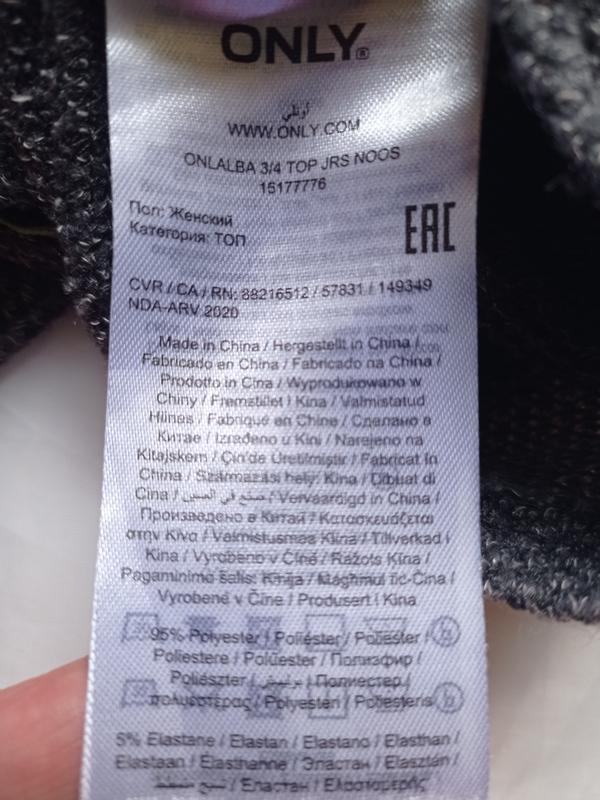 ONLY®
أونلي
WWW.ONLY.COM
ONLALBA 3/4 TOP JRS NOOS
15177776
Пол: Женский
Категория: ТОП
EAC
CVR / CA / RN: 88216512 / 57831 / 149349
NDA-ARV 2020
Made in China / Hergestellt in China /
Fabricado en China / Fabricado na China /
Prodotto in Cina / Wyprodukowano w
Chiny / Fremstillet i Kina / Valmistatud
Hiinas / Fabriqué en Chine / Сделано в
Китае / Izrađeno u Kini / Narejeno na
Kitajskem / Çin'de Üretilmiştir / Fabricat în
China / Származási hely: Kína / Dibuat di
Cina / صنع في الصين / Vervaardigd in China /
Произведено в Китай / Κατασκευάζεται
στην Κίνα / Valmistusmaa Kiina / Tillverkad i
Kina / Vyrobeno v Číně / Ražots Ķīnā /
Pagaminimo šalis: Kinija / Magħmul fiċ-Ċina /
Vyrobené v Číne / Produsert i Kina
95% Polyester / Poliéster / Poliester /
Poliestere / Polüester / Полиэфир /
Poliészter / بوليستر / Полиестер /
πολυεστέρας / Polyesteri / Poliesteris
5% Elastane / Elastan / Elastano / Elasthan /
Elastaan / Élasthanne / Эластан / Elasztán /
Еластан / Ελασταμερής